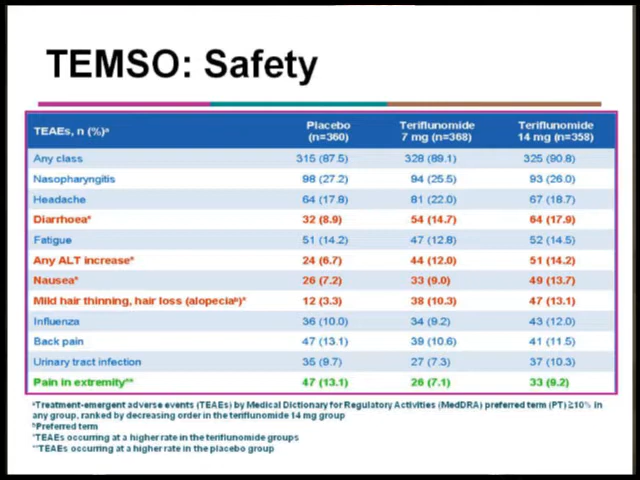 TEMSO: Safety
TEAEs, n (%)ᵃ Placebo (n=360) Teriflunomide 7 mg (n=368) Teriflunomide 14 mg (n=358)
Any class 315 (87.5) 328 (89.1) 325 (90.8)
Nasopharyngitis 98 (27.2) 94 (25.5) 93 (26.0)
Headache 64 (17.8) 81 (22.0) 67 (18.7)
Diarrhoea* 32 (8.9) 54 (14.7) 64 (17.9)
Fatigue 51 (14.2) 47 (12.8) 52 (14.5)
Any ALT increase* 24 (6.7) 44 (12.0) 51 (14.2)
Nausea* 26 (7.2) 33 (9.0) 49 (13.7)
Mild hair thinning, hair loss (alopeciaᵇ)* 12 (3.3) 38 (10.3) 47 (13.1)
Influenza 36 (10.0) 34 (9.2) 43 (12.0)
Back pain 47 (13.1) 39 (10.6) 41 (11.5)
Urinary tract infection 35 (9.7) 27 (7.3) 37 (10.3)
Pain in extremity** 47 (13.1) 26 (7.1) 33 (9.2)
ᵃTreatment-emergent adverse events (TEAEs) by Medical Dictionary for Regulatory Activities (MedDRA) preferred term (PT) ≥10% in
any group, ranked by decreasing order in the teriflunomide 14 mg group
ᵇPreferred term
*TEAEs occurring at a higher rate in the teriflunomide groups
**TEAEs occurring at a higher rate in the placebo group